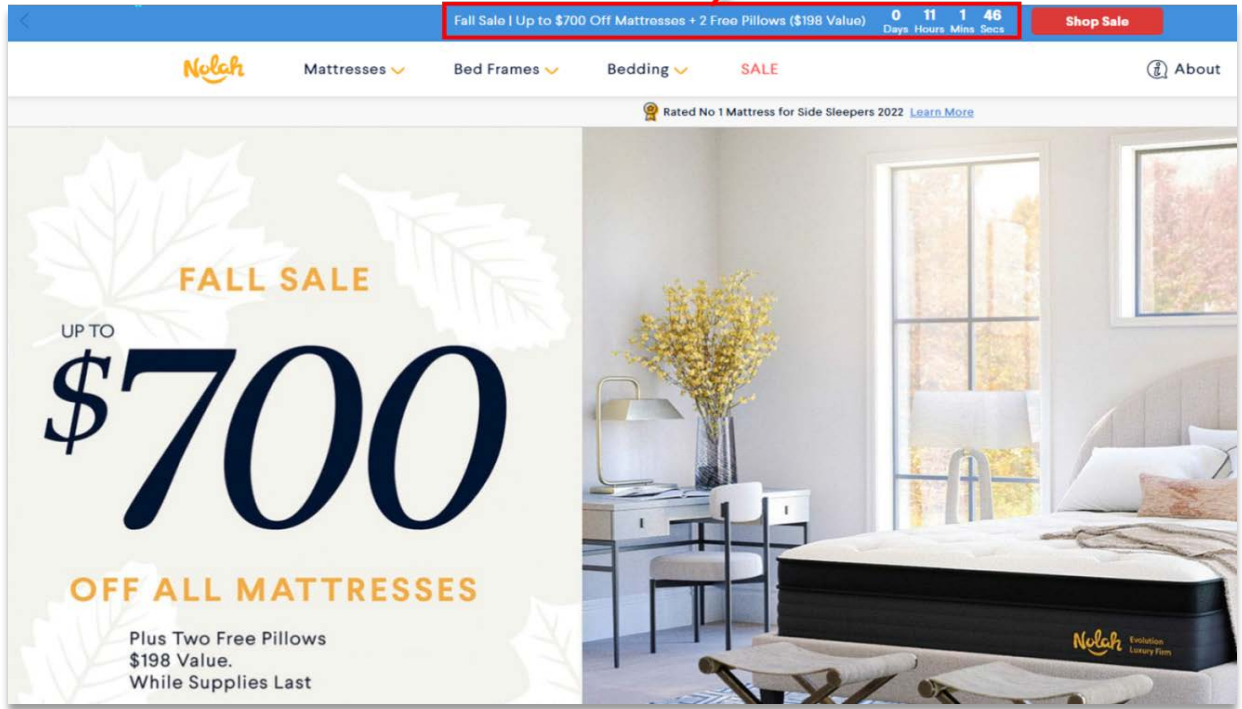 Fall Sale | Up to $700 Off Mattresses + 2 Free Pillows ($198 Value) 0 11 1 46 Shop Sale
Days Hours Mins Secs
Nolah Mattresses Bed Frames Bedding SALE About
Rated No 1 Mattress for Side Sleepers 2022 Learn More
FALL SALE
UP TO
$700
OFF ALL MATTRESSES
Plus Two Free Pillows
$198 Value.
While Supplies Last
Nolah Evolution
Luxury Firm